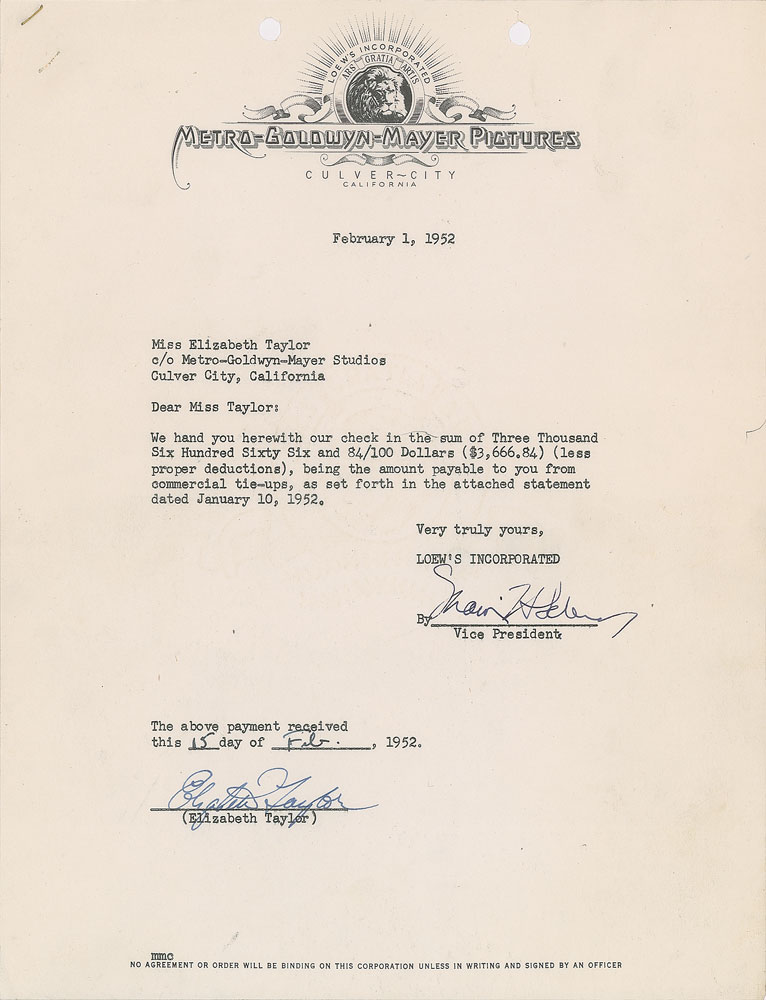 LOEW'S INCORPORATED
ARS GRATIA ARTIS
METRO-GOLDWYN-MAYER PICTURES
CULVER~CITY
CALIFORNIA
February 1, 1952
Miss Elizabeth Taylor
c/o Metro-Goldwyn-Mayer Studios
Culver City, California
Dear Miss Taylor:
We hand you herewith our check in the sum of Three Thousand
Six Hundred Sixty Six and 84/100 Dollars ($3,666.84) (less
proper deductions), being the amount payable to you from
commercial tie-ups, as set forth in the attached statement
dated January 10, 1952.
Very truly yours,
LOEW'S INCORPORATED
By
Vice President
The above payment received
this 15 day of Feb. , 1952.
Elizabeth Taylor
(Elizabeth Taylor)
mmc
NO AGREEMENT OR ORDER WILL BE BINDING ON THIS CORPORATION UNLESS IN WRITING AND SIGNED BY AN OFFICER